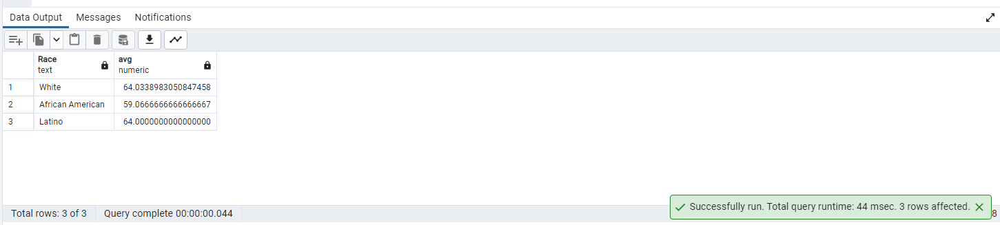 Data Output Messages Notifications
Race avg
text numeric
1 White 64.0338983050847458
2 African American 59.0666666666666667
3 Latino 64.0000000000000000
Total rows: 3 of 3 Query complete 00:00:00.044
Successfully run. Total query runtime: 44 msec. 3 rows affected.
8